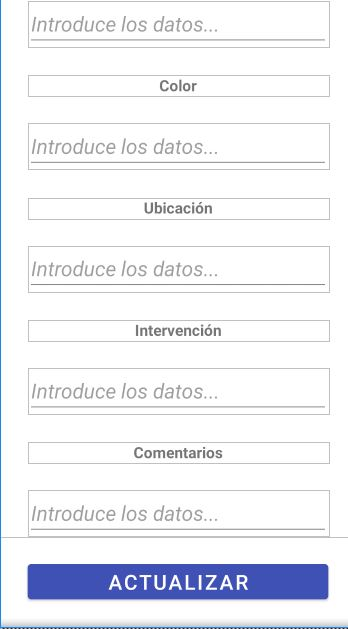 Introduce los datos...
Color
Introduce los datos...
Ubicación
Introduce los datos...
Intervención
Introduce los datos...
Comentarios
Introduce los datos...
ACTUALIZAR